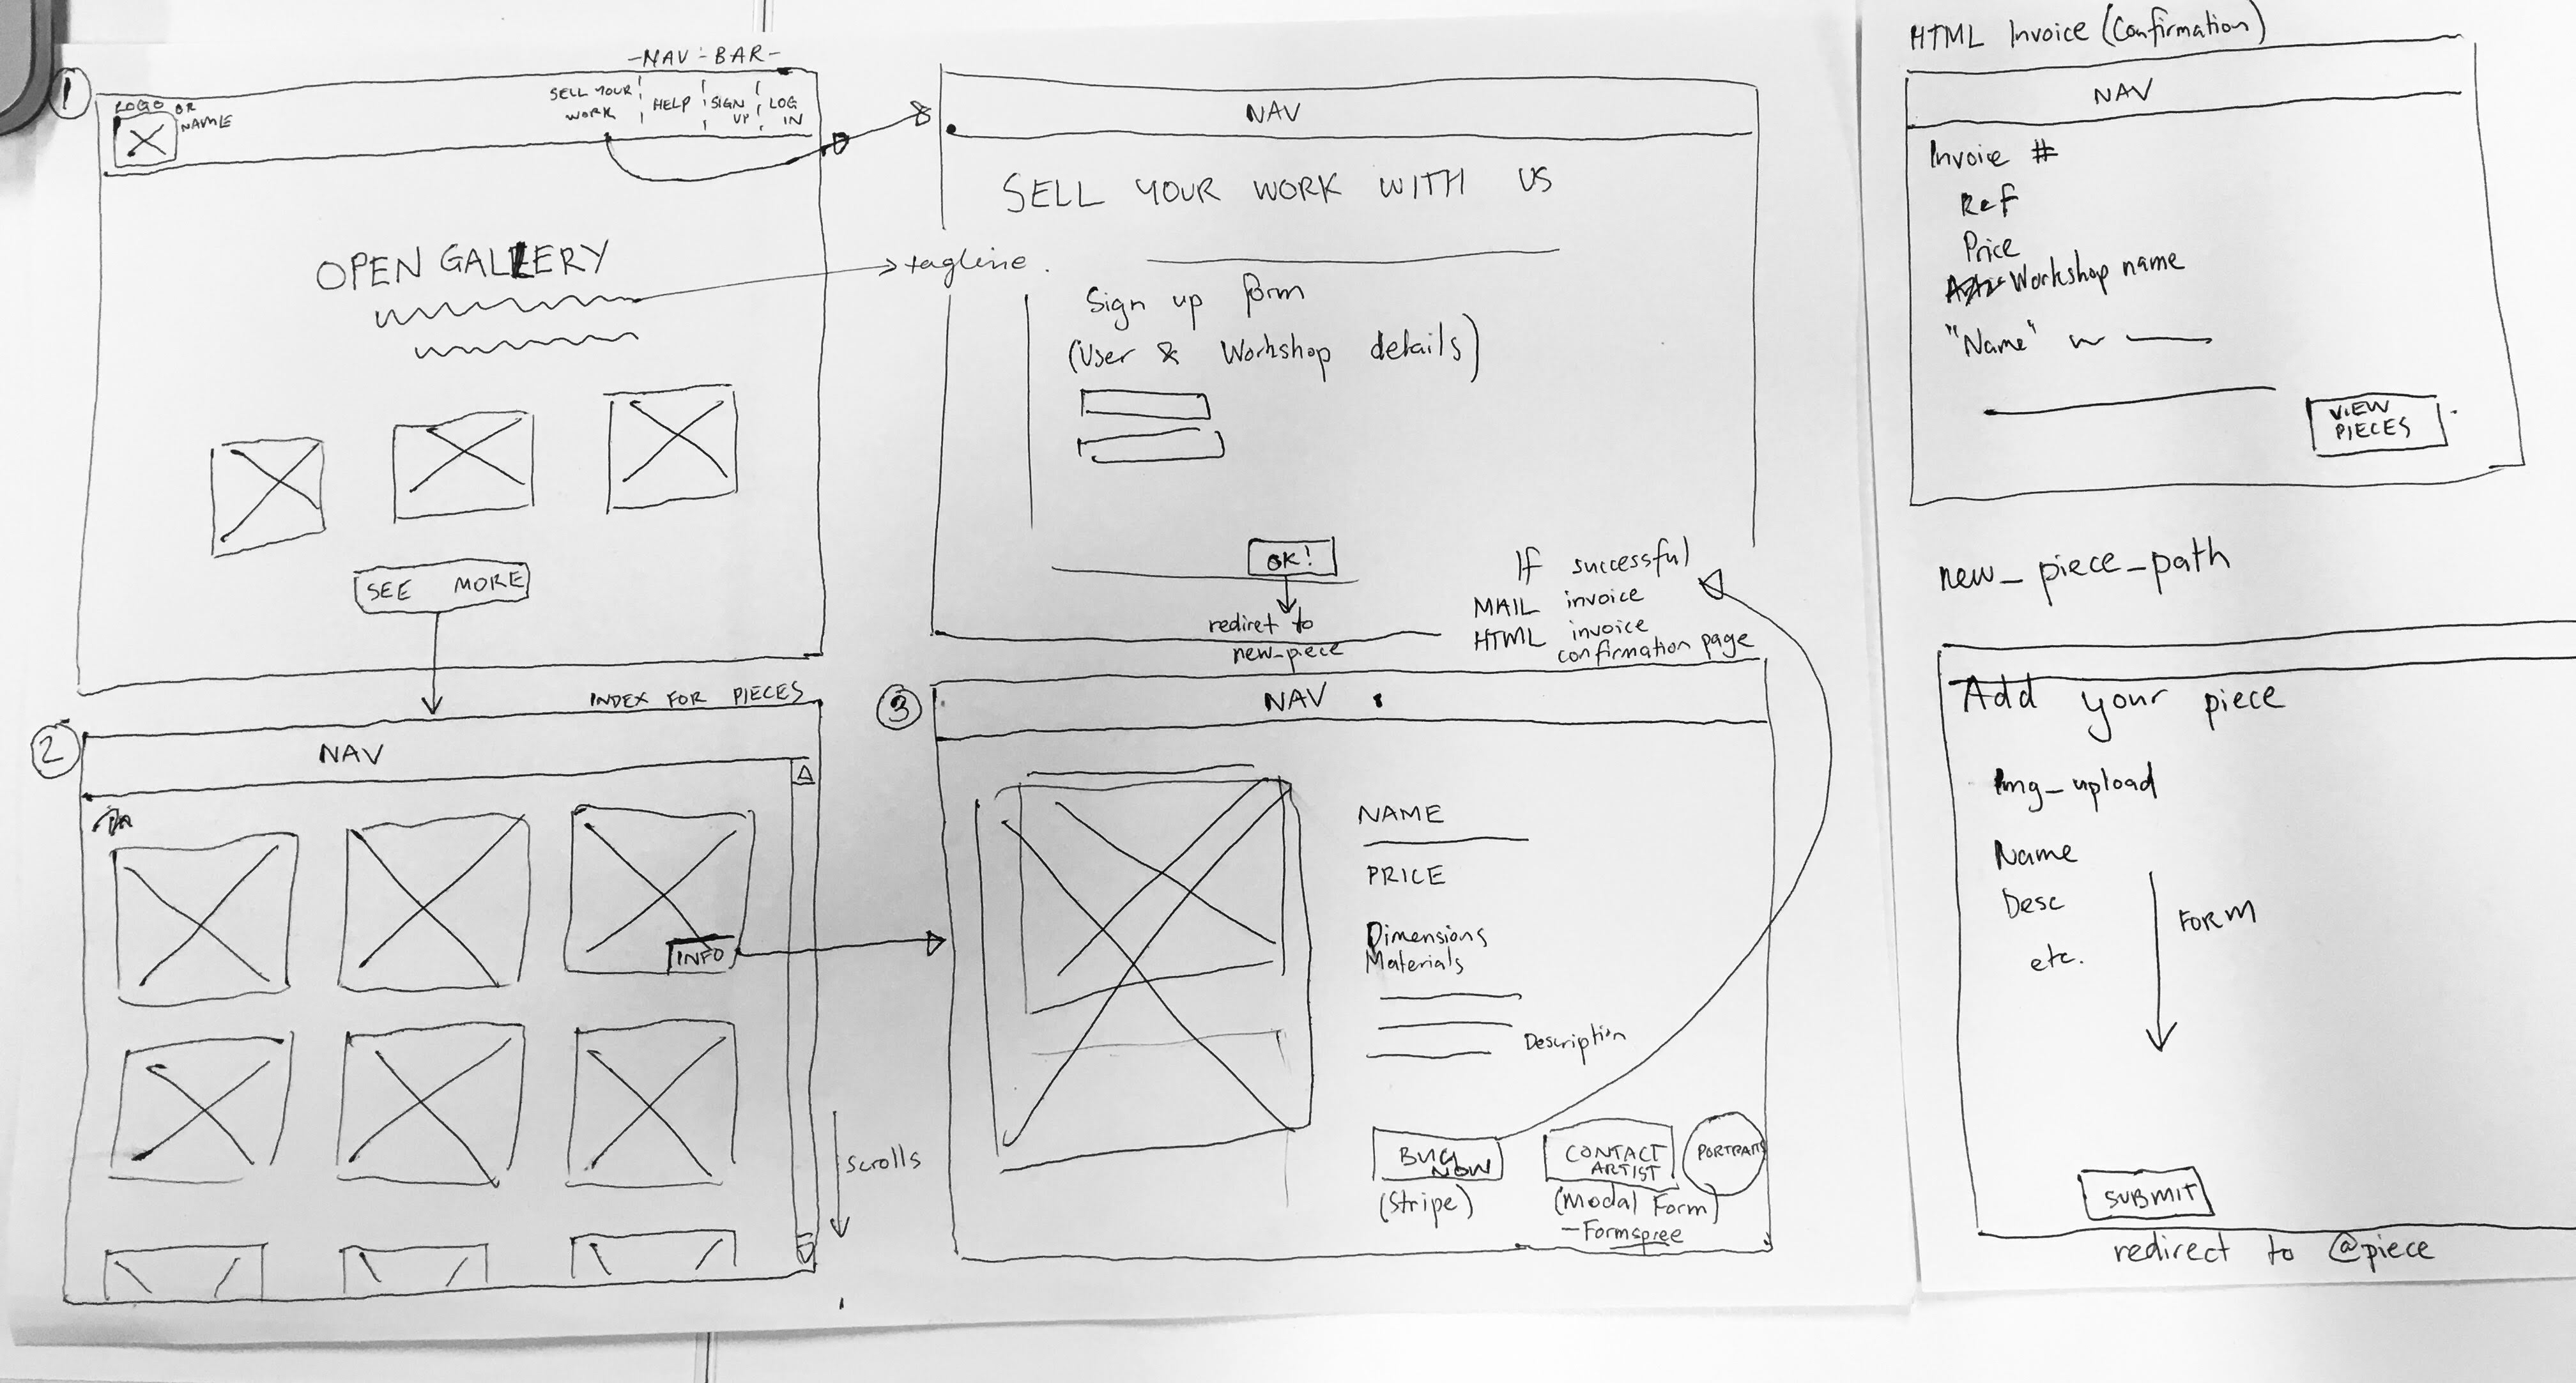 -NAV-BAR-
1
LOGO OR
NAME
SELL YOUR
WORK
HELP
SIGN
UP
LOG
IN
OPEN GALLERY
tagline.
SEE MORE
NAV
SELL YOUR WORK WITH US
Sign up form
(User & Workshop details)
OK!
rediret to
new_piece
If successful
MAIL invoice
HTML invoice
confirmation page
INDEX FOR PIECES
2
NAV
INFO
scrolls
3
NAV
NAME
PRICE
Dimensions
Materials
Description
BUY
NOW
(Stripe)
CONTACT
ARTIST
(Modal Form)
-Formspree
PORTRAIT
HTML Invoice (Confirmation)
NAV
Invoice #
Ref
Price
Workshop name
"Name"
VIEW
PIECES
new_piece_path
Add your piece
Img_upload
Name
Desc
etc.
FORM
SUBMIT
redirect to @piece